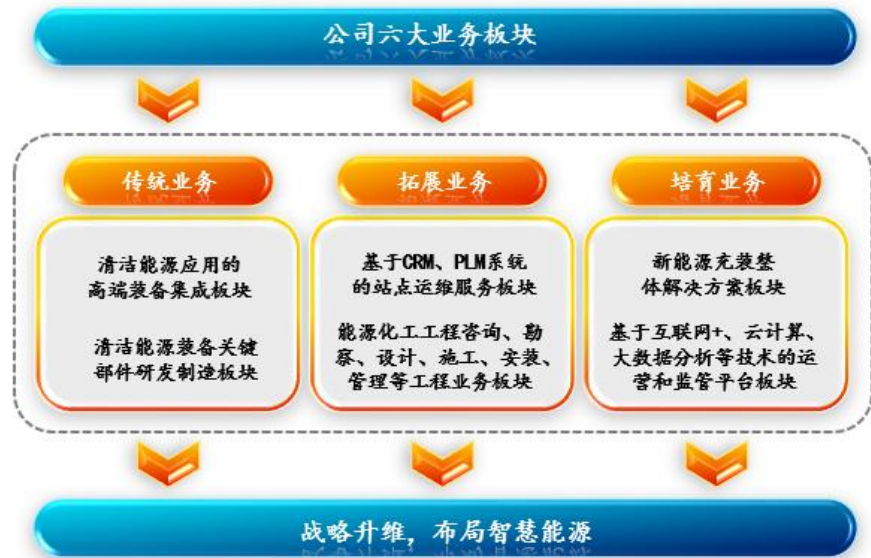 公司六大业务板块
传统业务
清洁能源应用的
高端装备集成板块
清洁能源装备关键
部件研发制造板块
拓展业务
基于CRM、PLM系统
的站点运维服务板块
能源化工工程咨询、勘
察、设计、施工、安装、
管理等工程业务板块
培育业务
新能源充装整
体解决方案板块
基于互联网+、云计算、
大数据分析等技术的运
营和监管平台板块
战略升维，布局智慧能源